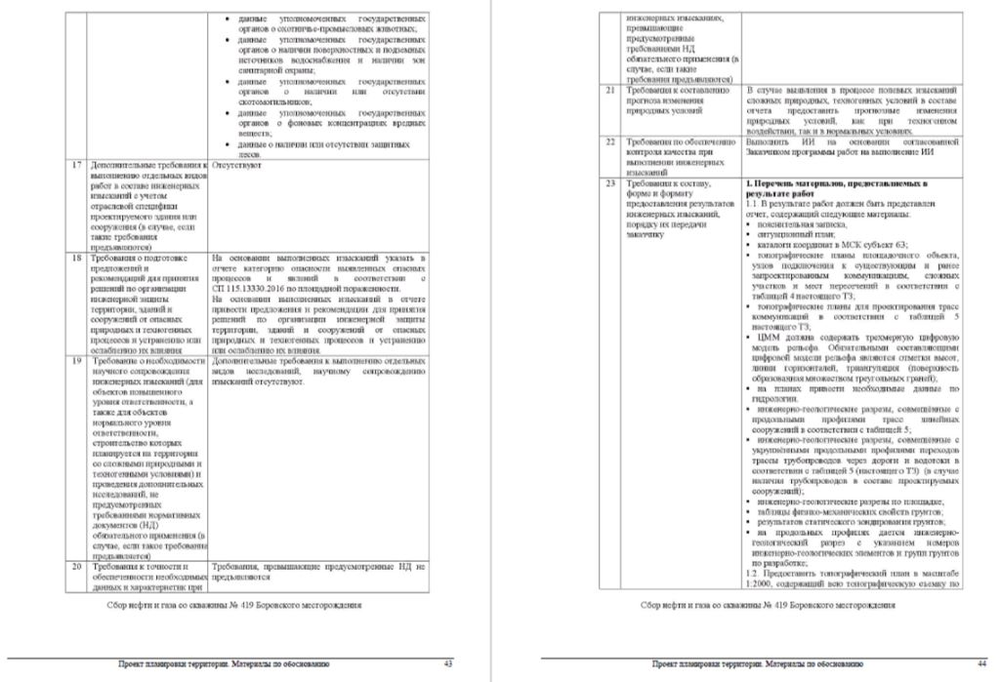 • данные уполномоченных государственных
органов о охотничье-промысловых животных;
• данные уполномоченных государственных
органов о наличии поверхностных и подземных
источников водоснабжения и наличии зон
санитарной охраны;
• данные уполномоченных государственных
органов о наличии или отсутствии
скотомогильников;
• данные уполномоченных государственных
органов о фоновых концентрациях вредных
веществ;
• данные о наличии или отсутствии защитных
лесов.
17 Дополнительные требования к Отсутствуют
выполнению отдельных видов
работ в составе инженерных
изысканий с учетом
отраслевой специфики
проектируемого здания или
сооружения (в случае, если
такие требования
предъявляются)
18 Требования о подготовке
предложений и
рекомендаций для принятия
решений по организации
инженерной защиты
территории, зданий и
сооружений от опасных
природных и техногенных
процессов и устранению или
ослаблению их влияния
На основании выполненных изысканий указать в
отчете категорию опасности выявленных опасных
процессов и явлений в соответствии с
СП 115.13330.2016 по площадной пораженности.
На основании выполненных изысканий в отчете
привести предложения и рекомендации для принятия
решений по организации инженерной защиты
территории, зданий и сооружений от опасных
природных и техногенных процессов и устранению
или ослаблению их влияния.
19 Требование о необходимости
научного сопровождения
инженерных изысканий (для
объектов повышенного
уровня ответственности, а
также для объектов
нормального уровня
ответственности,
строительство которых
планируется на территории
со сложными природными и
техногенными условиями) и
проведения дополнительных
исследований, не
предусмотренных
требованиями нормативных
документов (НД)
обязательного применения (в
случае, если такое требование
предъявляется)
Дополнительные требования к выполнению отдельных
видов исследований, научному сопровождению
изысканий отсутствуют.
20 Требования к точности и
обеспеченности необходимых
данных и характеристик при
Требования, превышающие предусмотренные НД не
предъявляются
Сбор нефти и газа со скважины № 419 Боровского месторождения
Проект планировки территории. Материалы по обоснованию 43
инженерных изысканиях,
превышающие
предусмотренные
требованиями НД
обязательного применения (в
случае, если такие
требования предъявляются)
21 Требования к составлению
прогноза изменения
природных условий
В случае выявления в процессе полевых изысканий
сложных природных, техногенных условий в составе
отчета предоставить прогнозные изменения
природных условий, как при техногенном
воздействии, так и в нормальных условиях.
22 Требования по обеспечению
контроля качества при
выполнении инженерных
изысканий
Выполнить ИИ на основании согласованной
Заказчиком программы работ на выполнение ИИ
23 Требования к составу,
форме и формату
предоставления результатов
инженерных изысканий,
порядку их передачи
заказчику
1. Перечень материалов, предоставляемых в
результате работ
1.1. В результате работ должен быть представлен
отчет, содержащий следующие материалы:
▪ пояснительная записка,
▪ ситуационный план;
▪ каталоги координат в МСК субъект 63;
▪ топографические планы площадочного объекта,
узлов подключения к существующим и ранее
запроектированным коммуникациям, сложных
участков и мест пересечений в соответствии с
таблицей 4 настоящего ТЗ;
▪ топографические планы для проектирования трасс
коммуникаций в соответствии с таблицей 5
настоящего ТЗ;
▪ ЦММ должна содержать трехмерную цифровую
модель рельефа. Обязательными составляющими
цифровой модели рельефа являются отметки высот,
линии горизонталей, триангуляция (поверхность
образованная множеством треугольных граней);
▪ на планах привести необходимые данные по
гидрологии.
▪ инженерно-геологические разрезы, совмещённые с
продольными профилями трасс линейных
сооружений в соответствии с таблицей 5;
▪ инженерно-геологические разрезы, совмещённые с
укрупнёнными продольными профилями переходов
трассы трубопроводов через дороги и водотоки в
соответствии с таблицей 5 (настоящего ТЗ) (в случае
наличия трубопроводов в составе проектируемых
сооружений);
▪ инженерно-геологические разрезы по площадке,
▪ таблицы физико-механических свойств грунтов;
▪ результатов статического зондирования грунтов;
▪ на продольных профилях дается инженерно-
геологический разрез с указанием номеров
инженерно-геологических элементов и групп грунтов
по разработке;
1.2. Предоставить топографический план в масштабе
1:2000, содержащий всю топографическую съемку по
Сбор нефти и газа со скважины № 419 Боровского месторождения
Проект планировки территории. Материалы по обоснованию 44